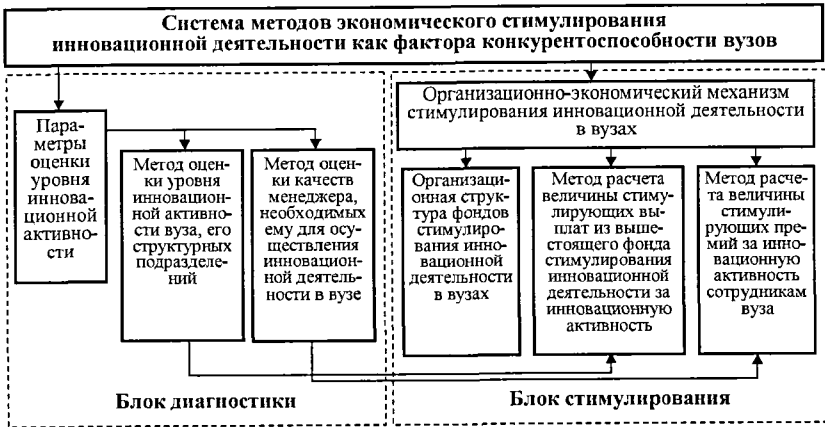 Система методов экономического стимулирования
инновационной деятельности как фактора конкурентоспособности вузов
Пара-
метры
оценки
уровня
иннова-
ционной
активно-
сти
Метод оцен-
ки уровня
инновацион-
ной активно-
сти вуза, его
структурных
подразделе-
ний
Метод оцен-
ки качеств
менеджера,
необходимых
ему для осу-
ществления
инновацион-
ной деятель-
ности в вузе
Блок диагностики
Организационно-экономический механизм
стимулирования инновационной деятельности
в вузах
Организаци-
онная струк-
тура фондов
стимулиро-
вания инно-
вационной
деятельности
в вузах
Метод расчета
величины стиму-
лирующих вы-
плат из выше-
стоящего фонда
стимулирования
инновационной
деятельности за
инновационную
активность
Метод расче-
та величины
стимули-
рующих пре-
мий за инно-
вационную
активность
сотрудникам
вуза
Блок стимулирования